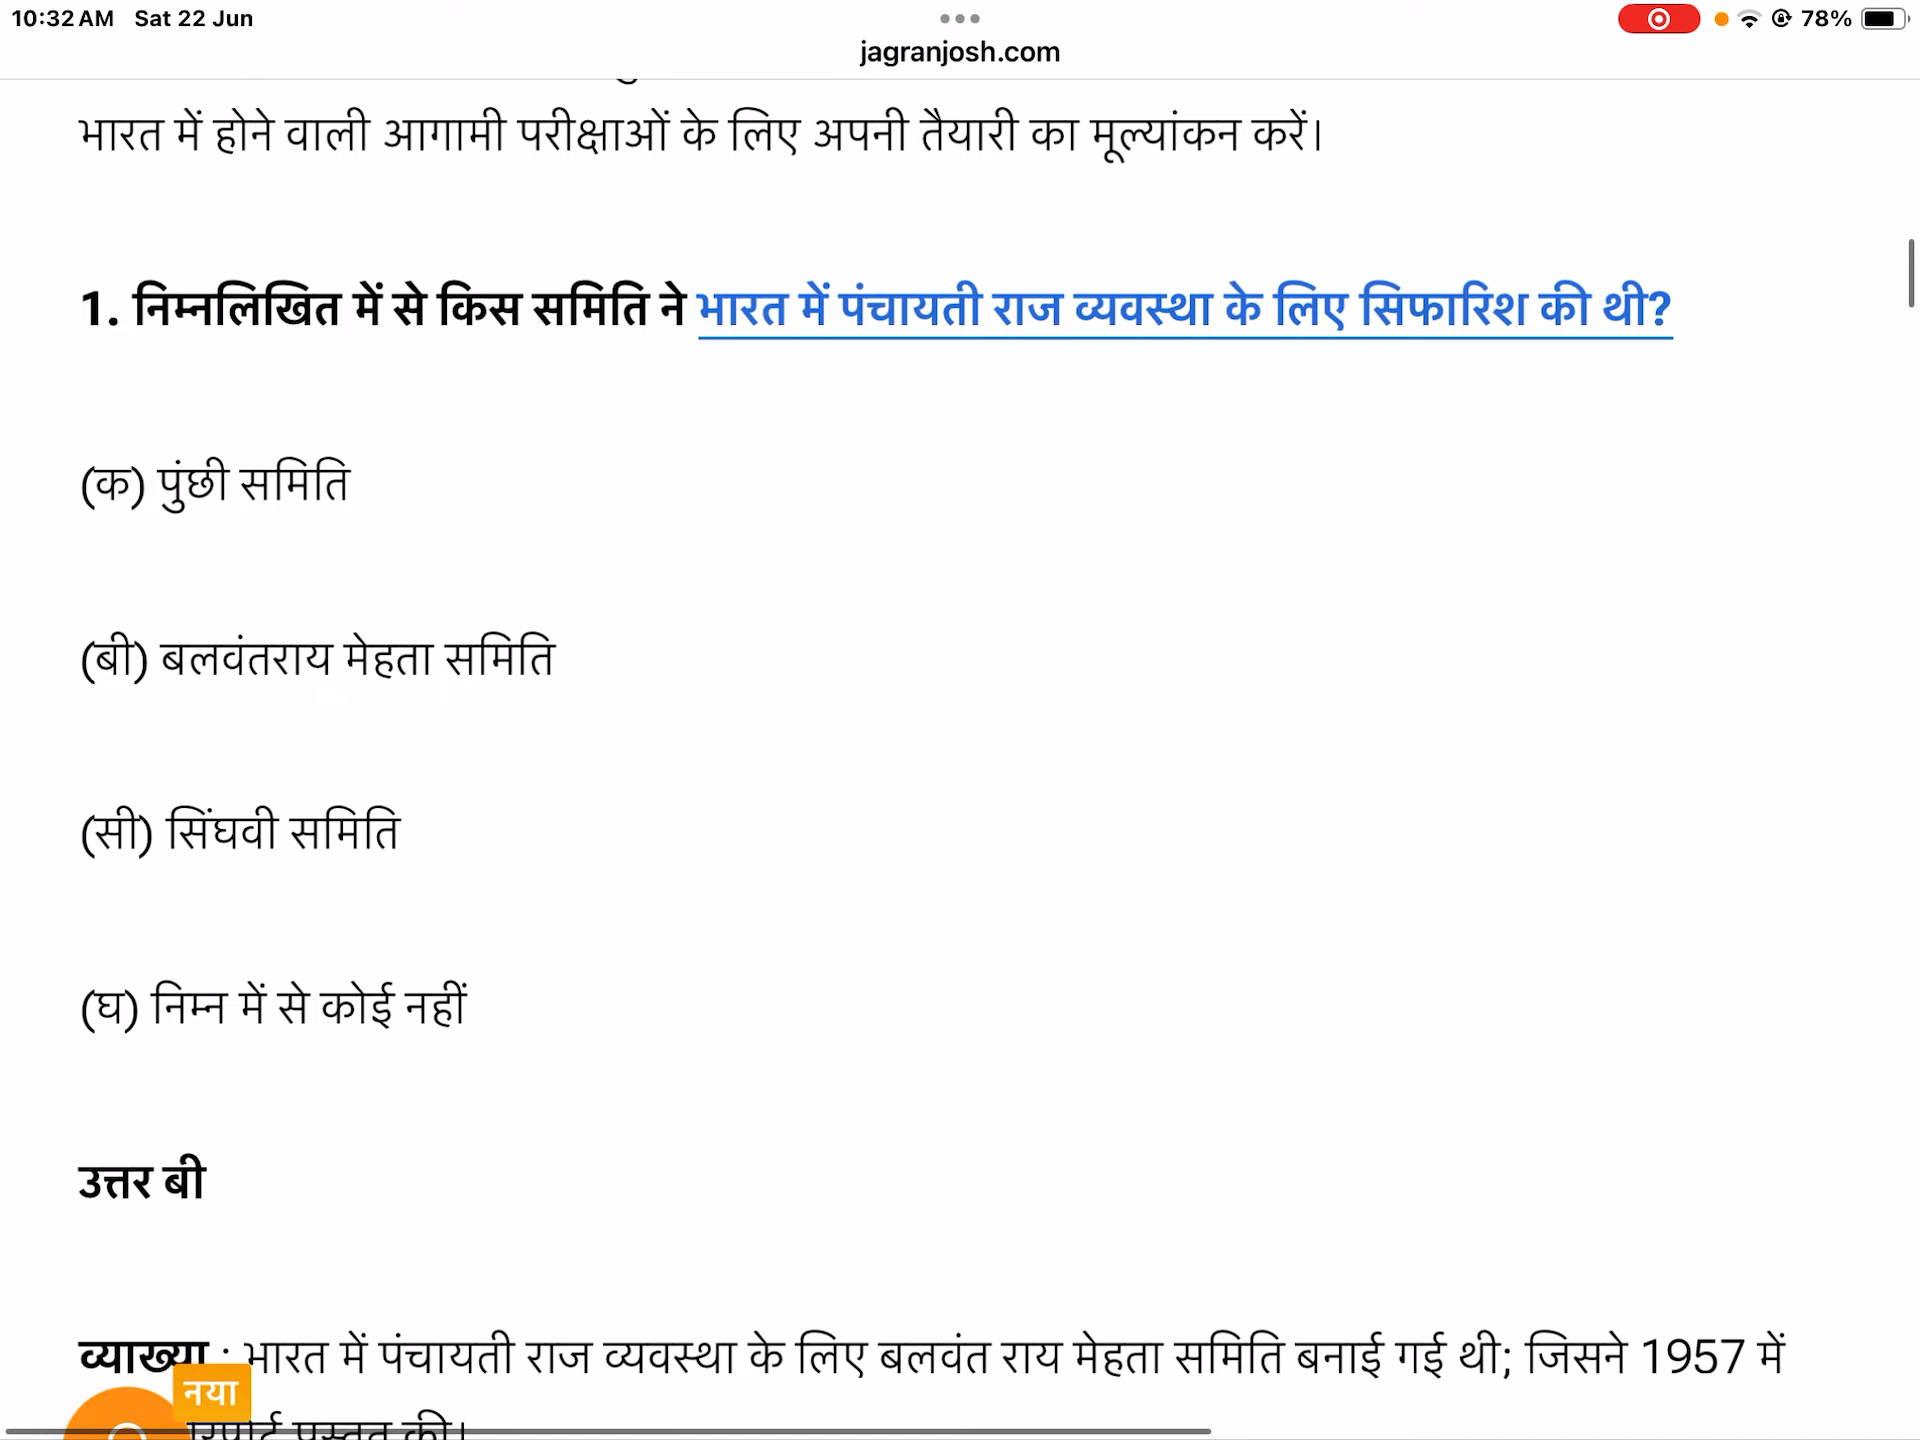 10:32 AM Sat 22 Jun
78%
jagranjosh.com
भारत में होने वाली आगामी परीक्षाओं के लिए अपनी तैयारी का मूल्यांकन करें।
1. निम्नलिखित में से किस समिति ने भारत में पंचायती राज व्यवस्था के लिए सिफारिश की थी?
(क) पुंछी समिति
(बी) बलवंतराय मेहता समिति
(सी) सिंघवी समिति
(घ) निम्न में से कोई नहीं
उत्तर बी
व्याख्या : भारत में पंचायती राज व्यवस्था के लिए बलवंत राय मेहता समिति बनाई गई थी; जिसने 1957 में
नया